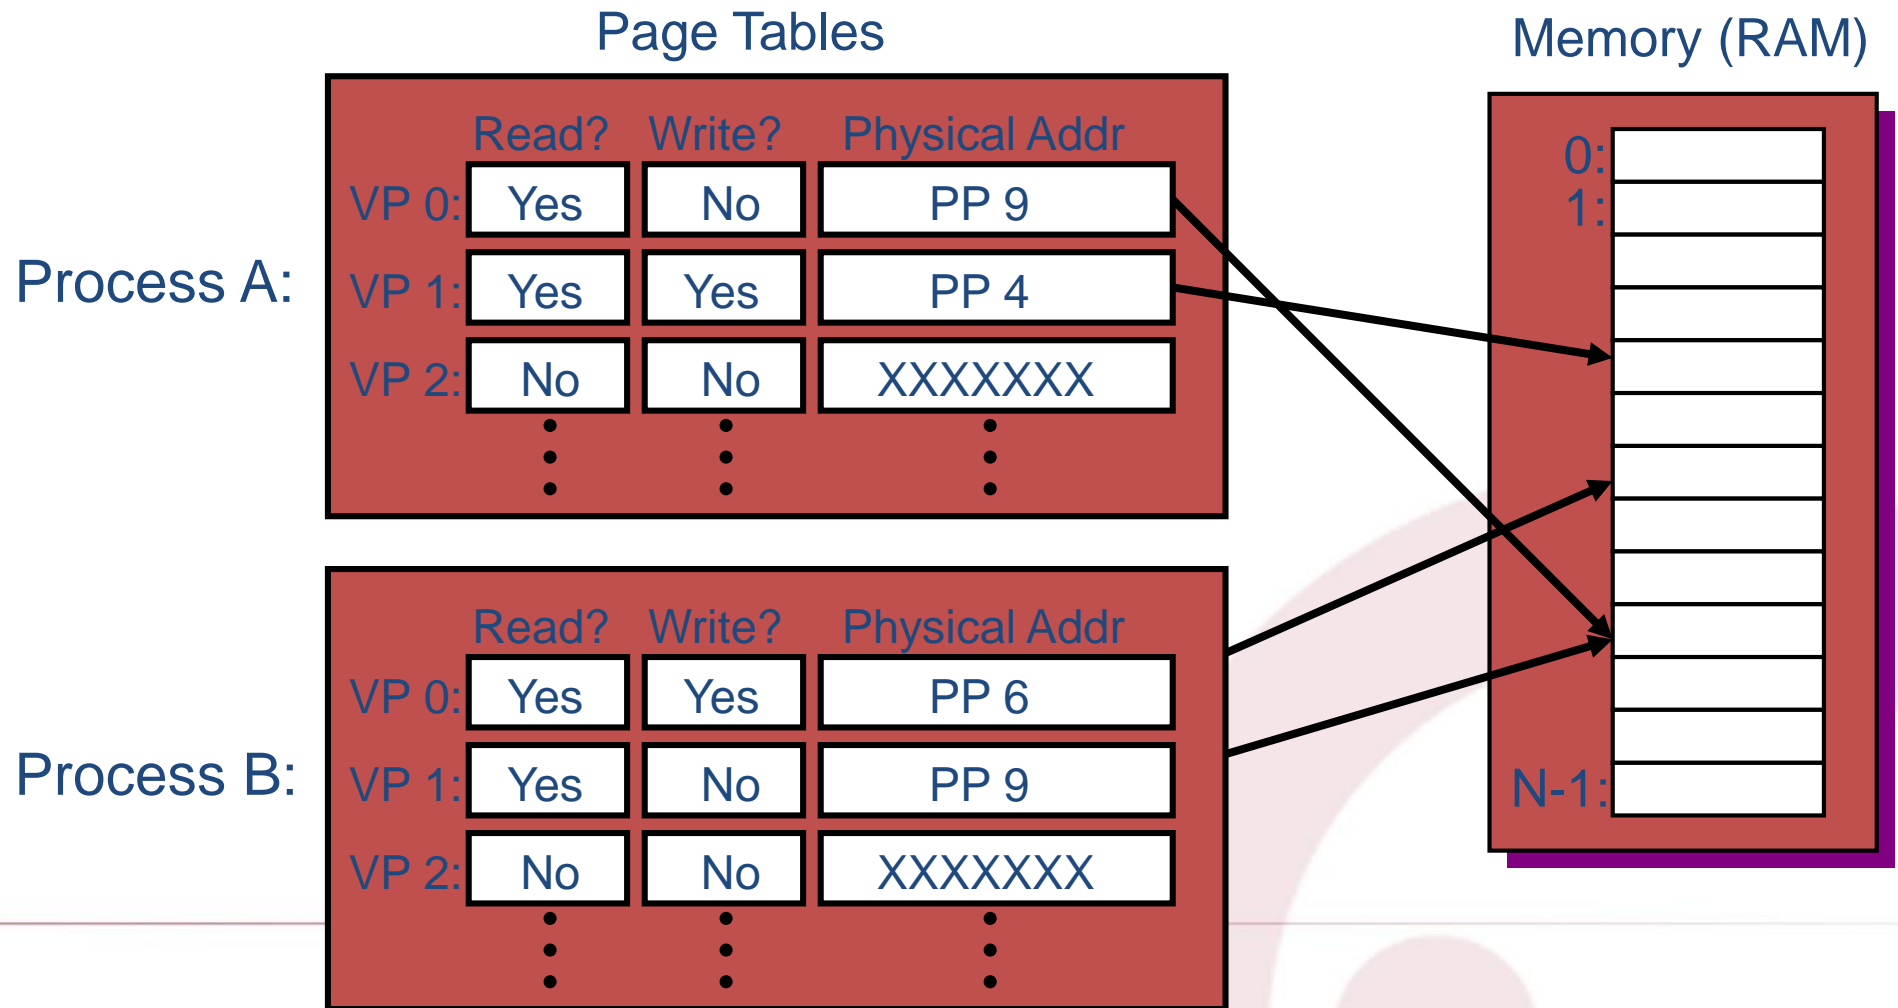 Page Tables
Memory (RAM)
Process A:
Read? Write? Physical Addr
VP 0: Yes No PP 9
VP 1: Yes Yes PP 4
VP 2: No No XXXXXXX
Process B:
Read? Write? Physical Addr
VP 0: Yes Yes PP 6
VP 1: Yes No PP 9
VP 2: No No XXXXXXX
0:
1:
N-1: